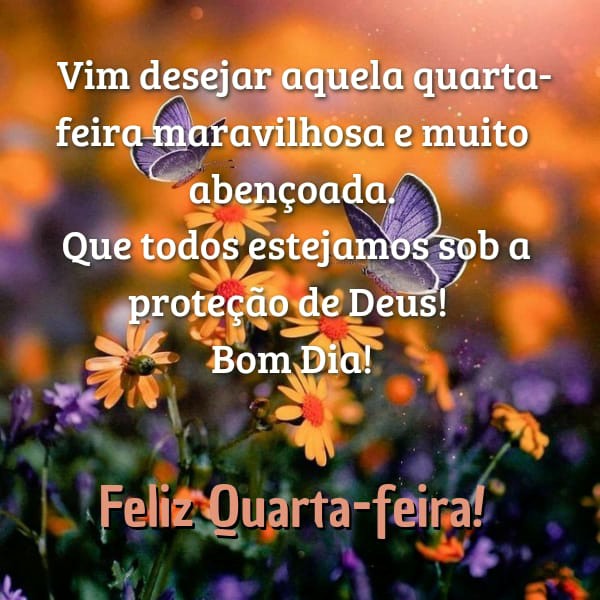 Vim desejar aquela quarta-
feira maravilhosa e muito
abençoada.
Que todos estejamos sob a
proteção de Deus!
Bom Dia!
Feliz Quarta-feira!